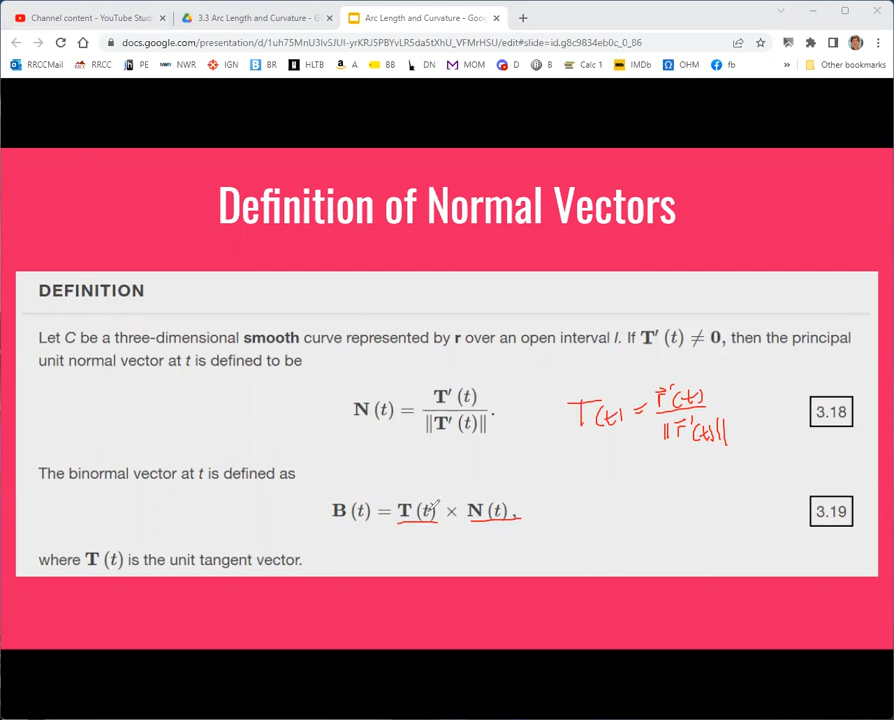 Channel content - YouTube Stud
3.3 Arc Length and Curvature - G
Arc Length and Curvature - Goog
docs.google.com/presentation/d/1uh75MnU3lvSJUI-yrKRJ5PBYvLR5da5tXhU_VFMrHSU/edit#slide=id.g8c9834eb0c_0_86
RRCCMail RRCC PE NWR IGN BR HLTB A BB DN MOM D B Calc 1 IMDb OHM fb » Other bookmarks
Definition of Normal Vectors
DEFINITION
Let C be a three-dimensional smooth curve represented by r over an open interval I. If T′ (t) ≠ 0, then the principal
unit normal vector at t is defined to be
N (t) = T′ (t) / ‖T′ (t)‖ .
T(t) = r⃗′(t) / ‖r⃗′(t)‖
3.18
The binormal vector at t is defined as
B (t) = T (t) × N (t) ,
3.19
where T (t) is the unit tangent vector.